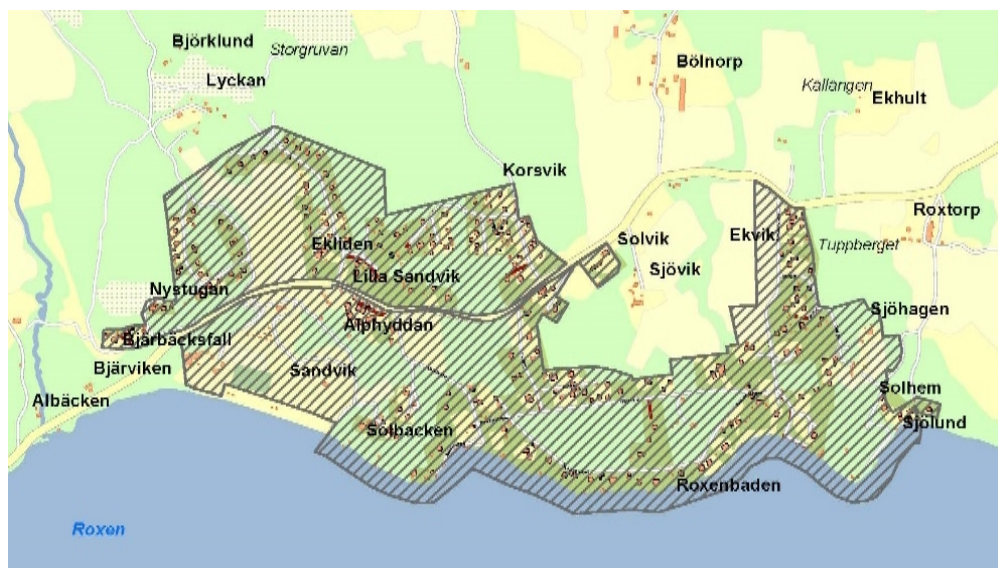 Björklund
Storgruvan
Lyckan
Bölnorp
Källängen
Ekhult
Korsvik
Roxtorp
Solvik
Ekvik
Tuppberget
Ekliden
Lilla Sandvik
Sjövik
Nystugan
Sjöhagen
Alphyddan
Bjärbäcksfall
Bjärviken
Sandvik
Solhem
Albäcken
Solbacken
Sjölund
Roxenbaden
Roxen